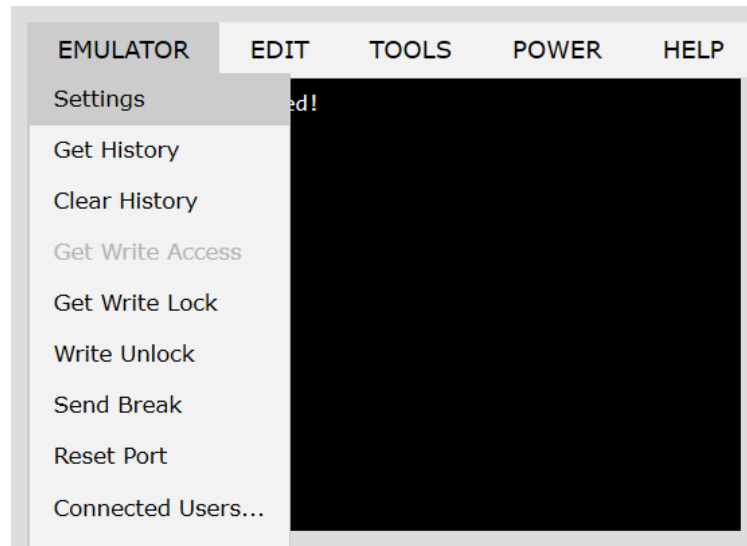 EMULATOR EDIT TOOLS POWER HELP
Settings
ed!
Get History
Clear History
Get Write Access
Get Write Lock
Write Unlock
Send Break
Reset Port
Connected Users...